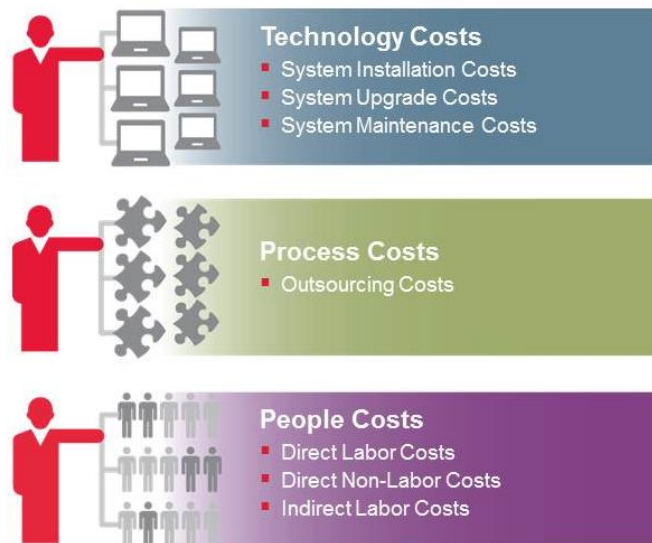 Technology Costs
System Installation Costs
System Upgrade Costs
System Maintenance Costs
Process Costs
Outsourcing Costs
People Costs
Direct Labor Costs
Direct Non-Labor Costs
Indirect Labor Costs